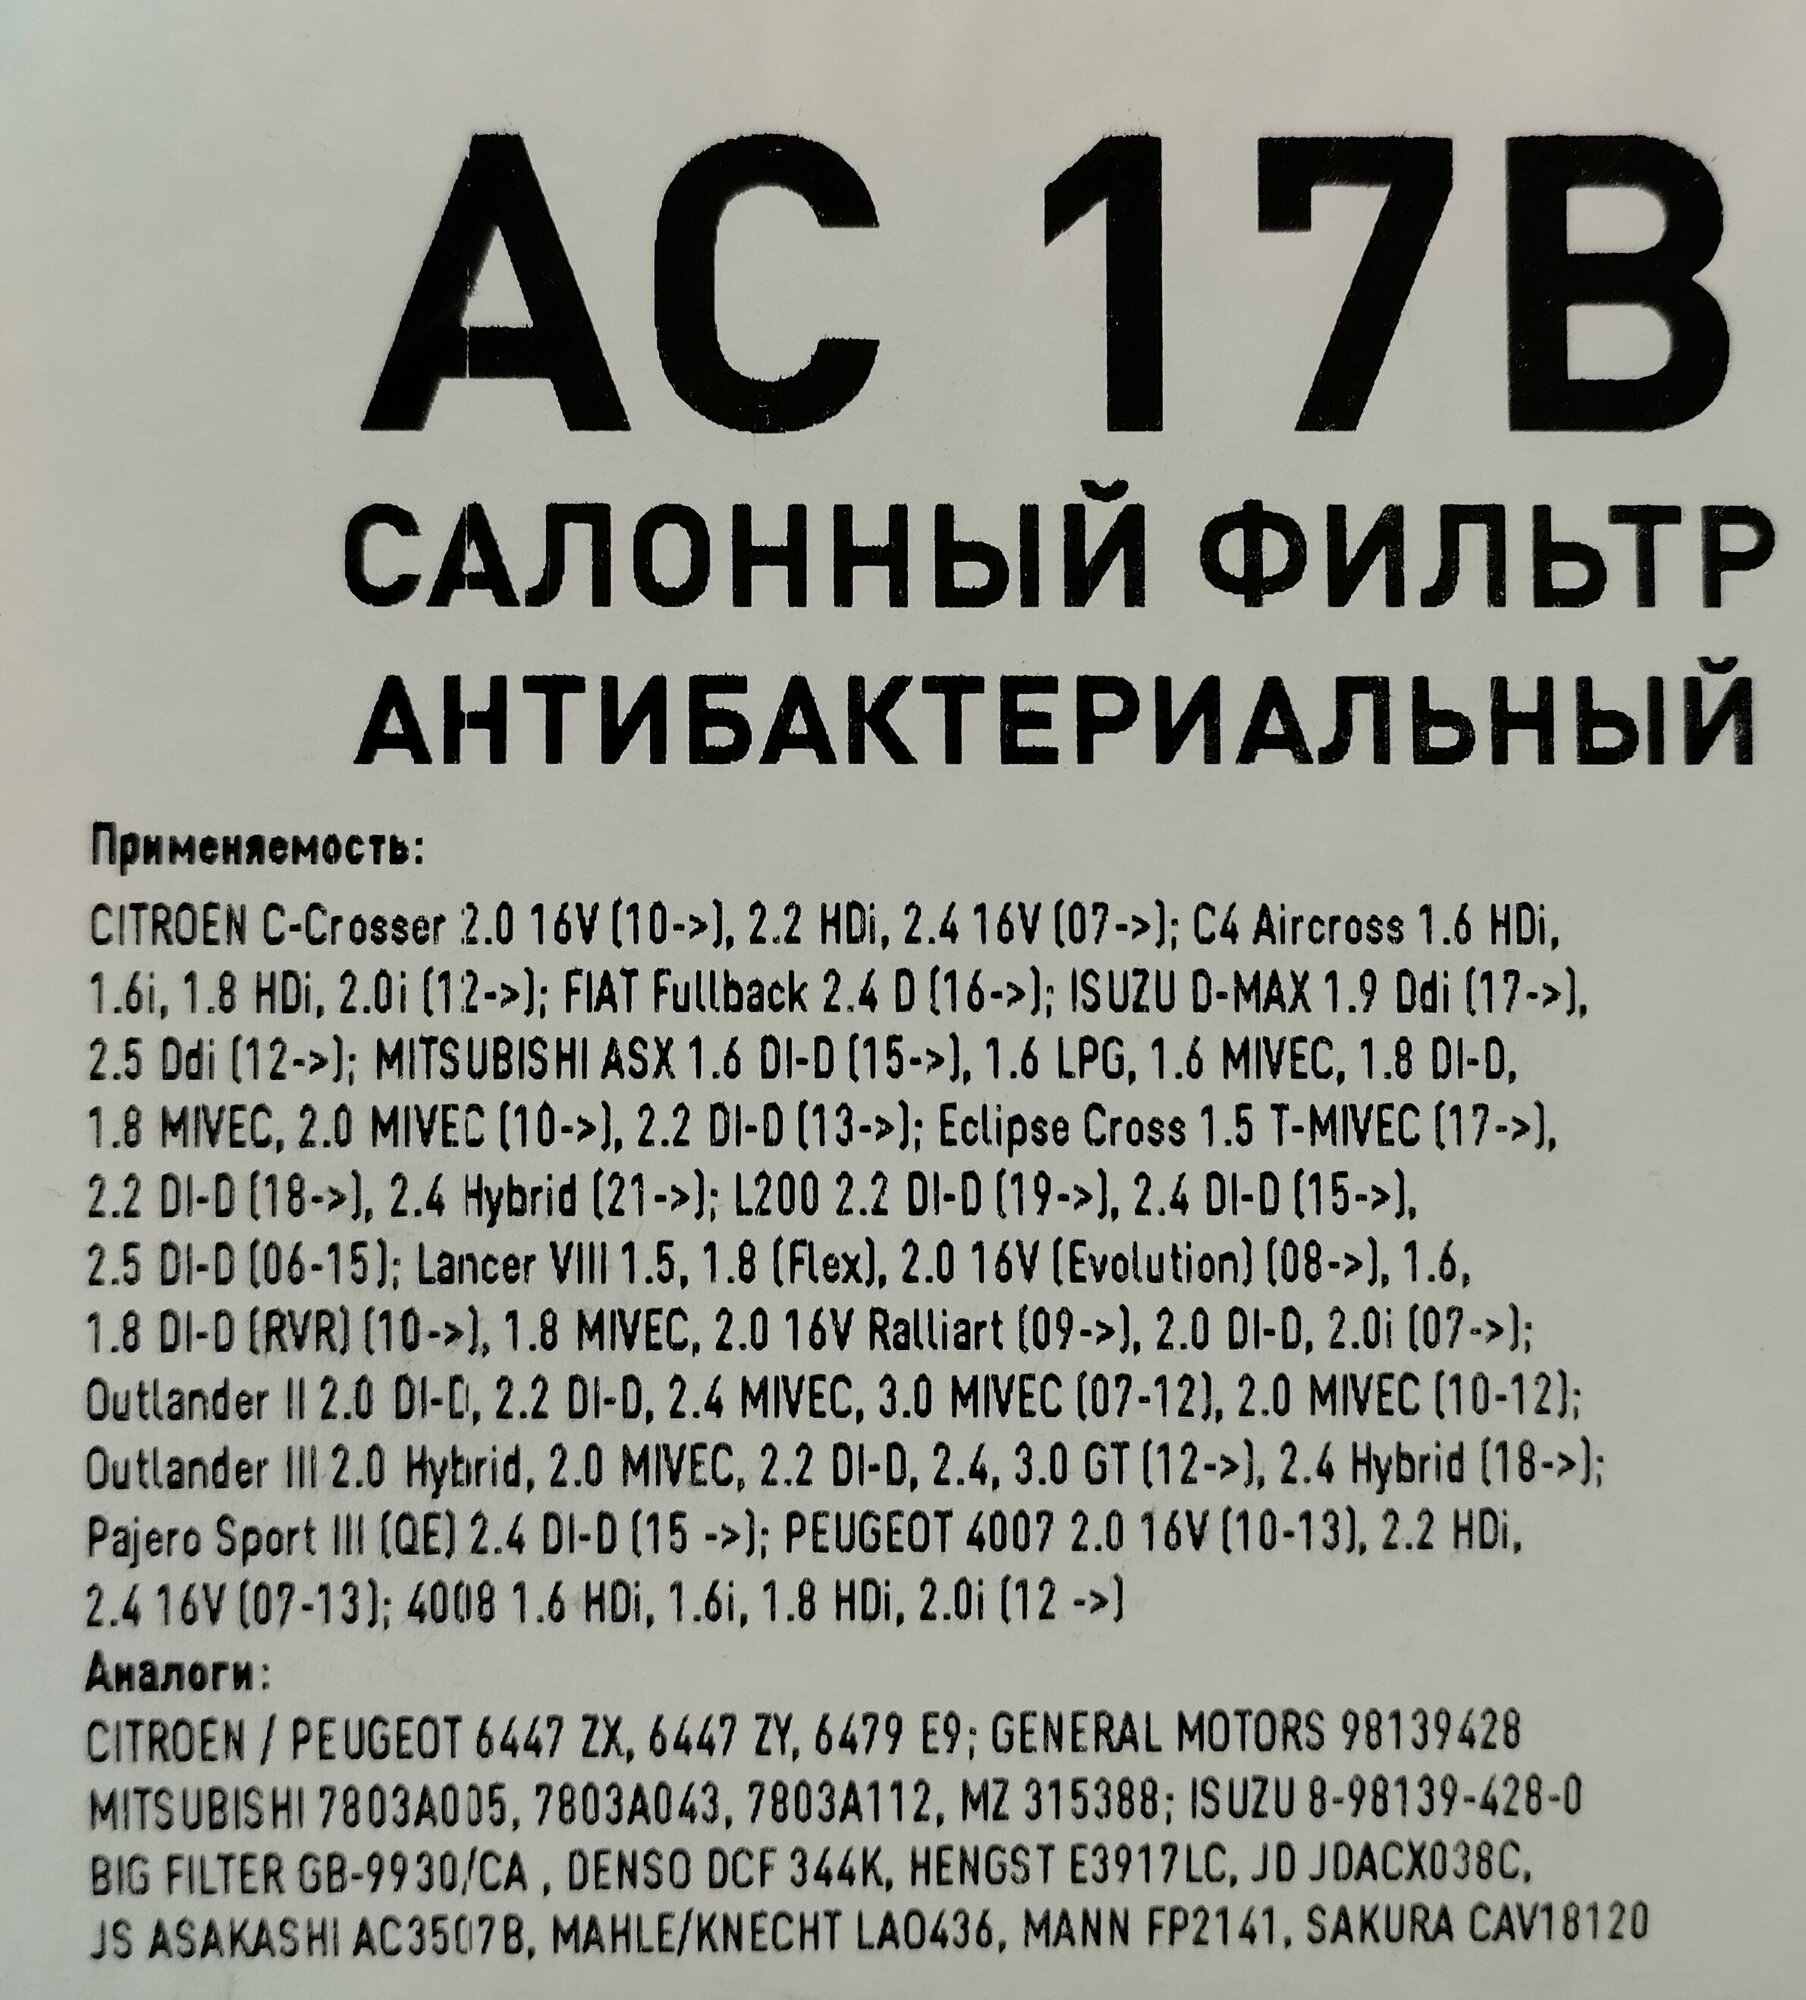 АС 17В
САЛОННЫЙ ФИЛЬТР
АНТИБАКТЕРИАЛЬНЫЙ
Применяемость:
CITROEN C-Crosser 2.0 16V (10->), 2.2 HDi, 2.4 16V (07->); C4 Aircross 1.6 HDi,
1.6i, 1.8 HDi, 2.0i (12->); FIAT Fullback 2.4 D (16->); ISUZU D-MAX 1.9 Ddi (17->),
2.5 Ddi (12->); MITSUBISHI ASX 1.6 DI-D (15->), 1.6 LPG, 1.6 MIVEC, 1.8 DI-D,
1.8 MIVEC, 2.0 MIVEC (10->), 2.2 DI-D (13->); Eclipse Cross 1.5 T-MIVEC (17->),
2.2 DI-D (18->), 2.4 Hybrid (21->); L200 2.2 DI-D (19->), 2.4 DI-D (15->),
2.5 DI-D (06-15); Lancer VIII 1.5, 1.8 (Flex), 2.0 16V (Evolution) (08->), 1.6,
1.8 DI-D (RVR) (10->), 1.8 MIVEC, 2.0 16V Ralliart (09->), 2.0 DI-D, 2.0i (07->);
Outlander II 2.0 DI-D, 2.2 DI-D, 2.4 MIVEC, 3.0 MIVEC (07-12), 2.0 MIVEC (10-12);
Outlander III 2.0 Hybrid, 2.0 MIVEC, 2.2 DI-D, 2.4, 3.0 GT (12->), 2.4 Hybrid (18->);
Pajero Sport III (QE) 2.4 DI-D (15 ->); PEUGEOT 4007 2.0 16V (10-13), 2.2 HDi,
2.4 16V (07-13); 4008 1.6 HDi, 1.6i, 1.8 HDi, 2.0i (12 ->)
Аналоги:
CITROEN / PEUGEOT 6447 ZX, 6447 ZY, 6479 E9; GENERAL MOTORS 98139428
MITSUBISHI 7803A005, 7803A043, 7803A112, MZ 315388; ISUZU 8-98139-428-0
BIG FILTER GB-9930/CA , DENSO DCF 344K, HENGST E3917LC, JD JDACX038C,
JS ASAKASHI AC3507B, MAHLE/KNECHT LAO436, MANN FP2141, SAKURA CAV18120